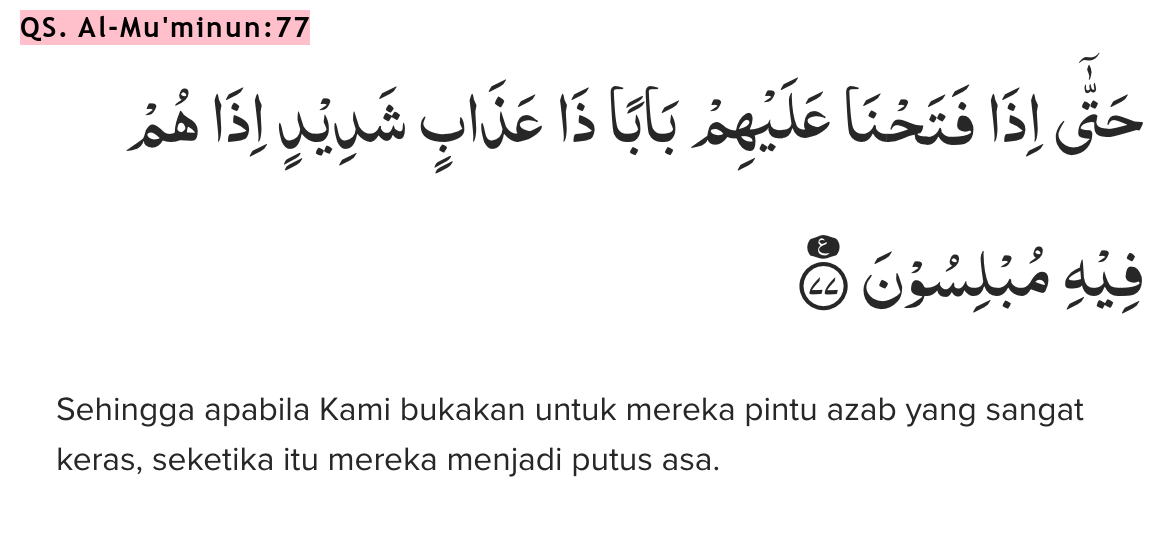 QS. Al-Mu'minun:77
حَتّٰٓى اِذَا فَتَحْنَا عَلَيْهِمْ بَابًا ذَا عَذَابٍ شَدِيْدٍ اِذَا هُمْ
فِيْهِ مُبْلِسُوْنَ ࣖ ٧٧
Sehingga apabila Kami bukakan untuk mereka pintu azab yang sangat
keras, seketika itu mereka menjadi putus asa.